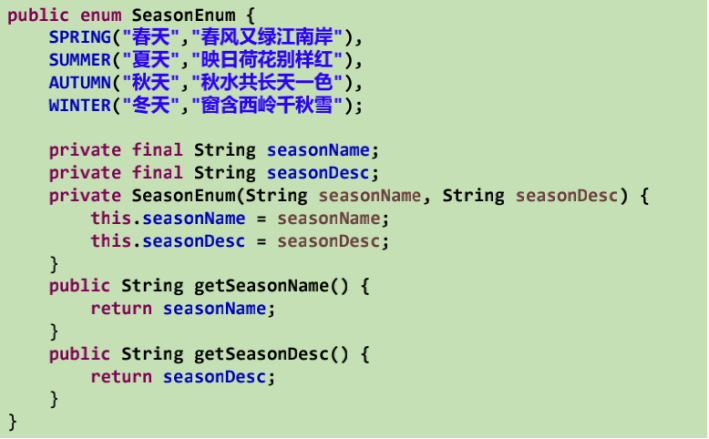 public enum SeasonEnum {
    SPRING("春天","春风又绿江南岸"),
    SUMMER("夏天","映日荷花别样红"),
    AUTUMN("秋天","秋水共长天一色"),
    WINTER("冬天","窗含西岭千秋雪");

    private final String seasonName;
    private final String seasonDesc;
    private SeasonEnum(String seasonName, String seasonDesc) {
        this.seasonName = seasonName;
        this.seasonDesc = seasonDesc;
    }
    public String getSeasonName() {
        return seasonName;
    }
    public String getSeasonDesc() {
        return seasonDesc;
    }
}